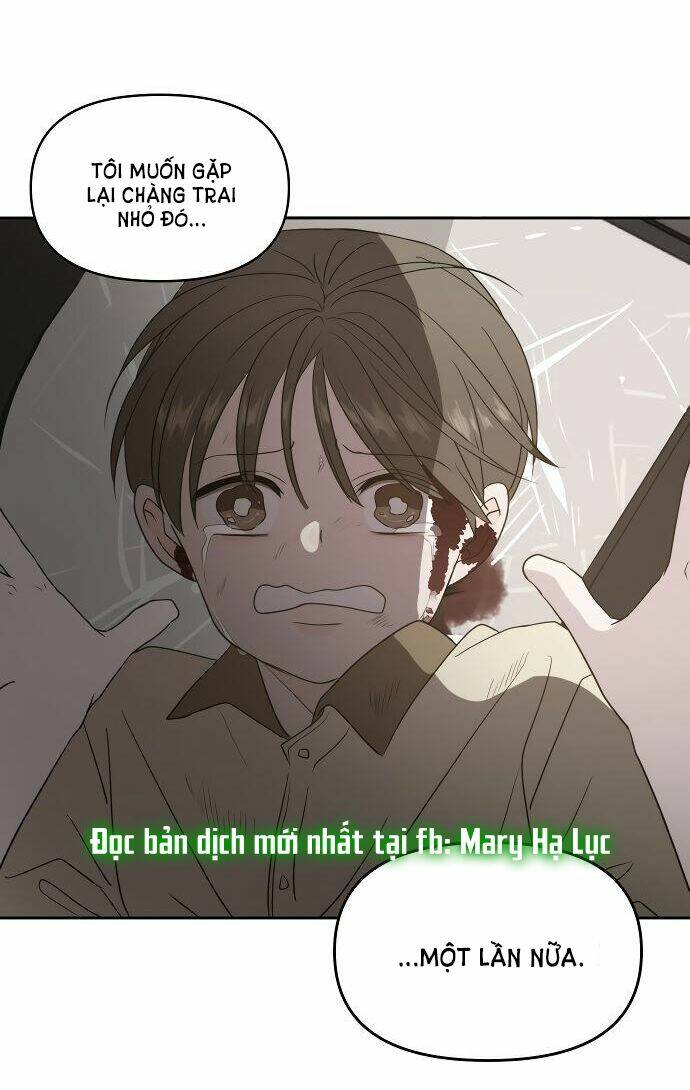 TÔI MUỐN GẶP
LẠI CHÀNG TRAI
NHỎ ĐÓ...
Đọc bản dịch mới nhất tại fb: Mary Hạ Lục
...MỘT LẦN NỮA.